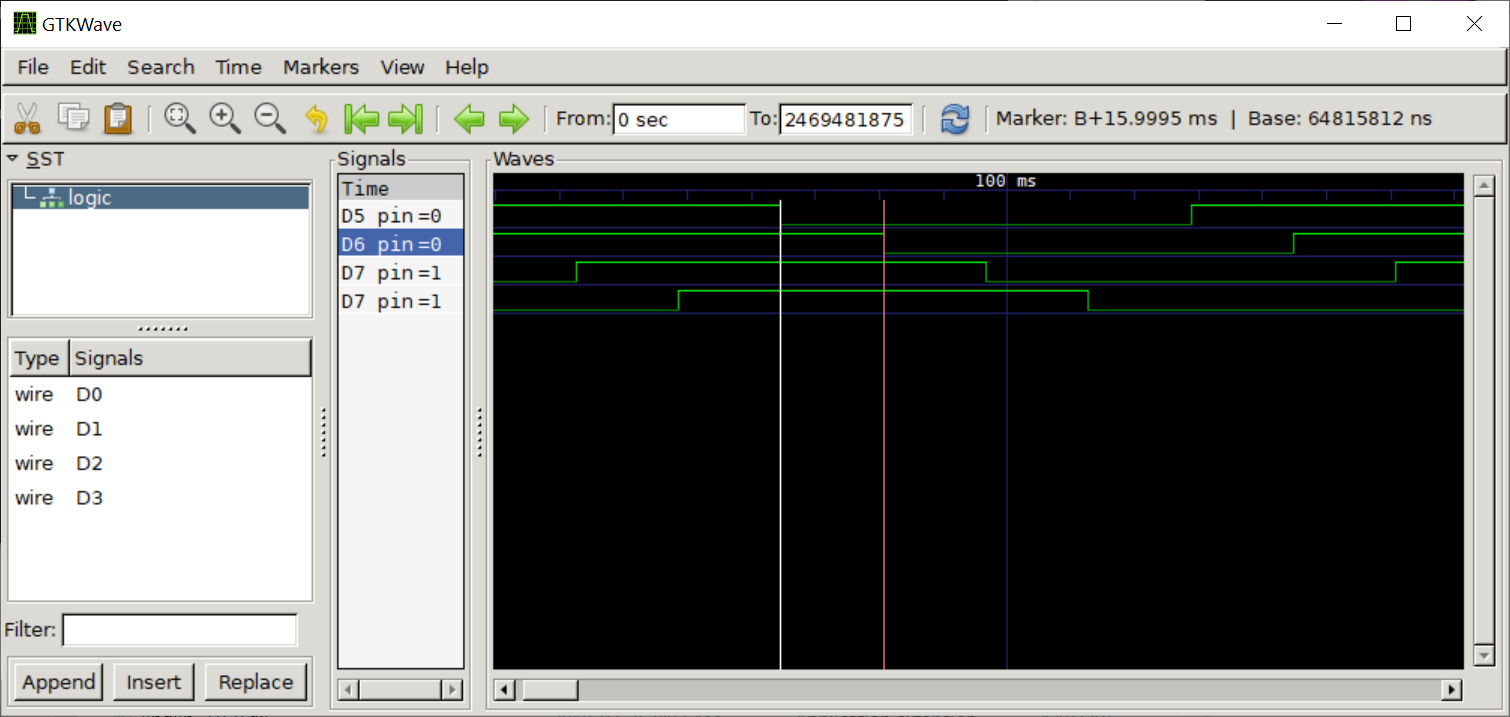 GTKWave
File Edit Search Time Markers View Help
From: 0 sec To: 2469481875 Marker: B+15.9995 ms | Base: 64815812 ns
SST
logic
Type Signals
wire D0
wire D1
wire D2
wire D3
Filter:
Append Insert Replace
Signals
Time
D5 pin=0
D6 pin=0
D7 pin=1
D7 pin=1
Waves
100 ms